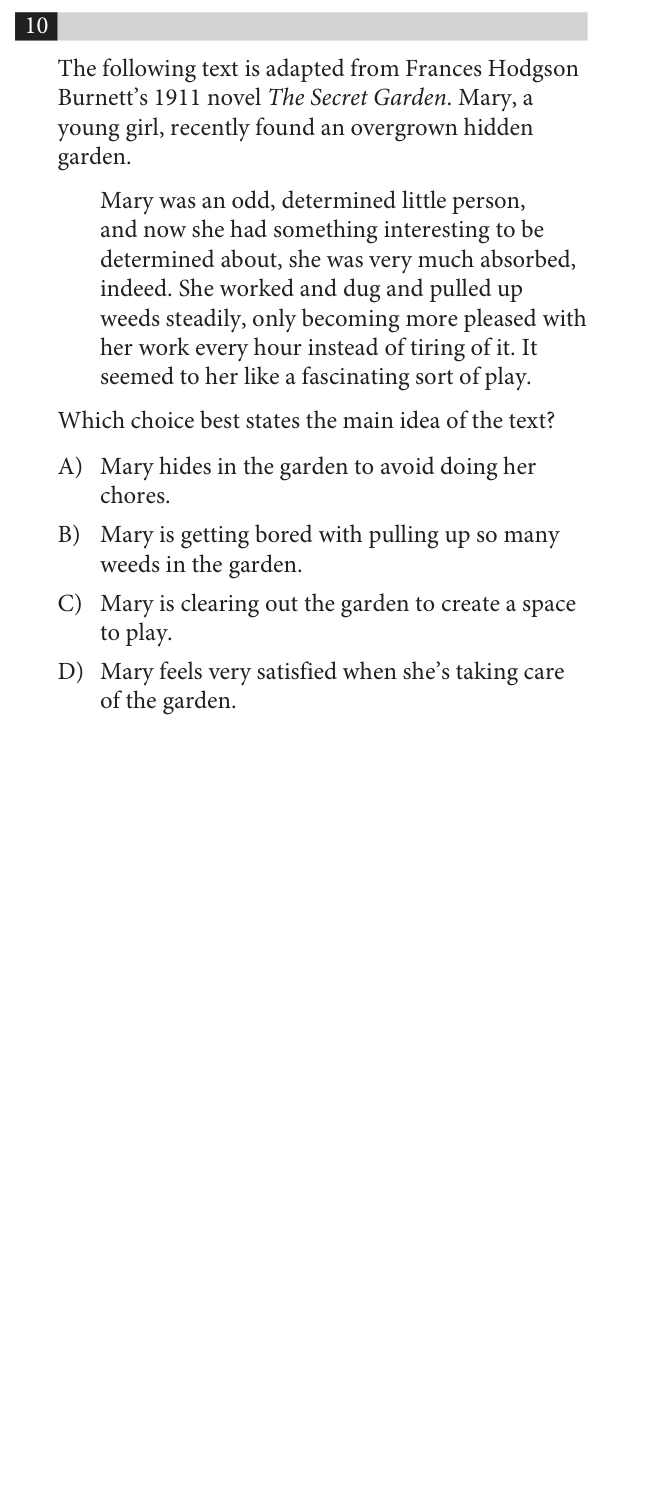 10
The following text is adapted from Frances Hodgson
Burnett’s 1911 novel The Secret Garden. Mary, a
young girl, recently found an overgrown hidden
garden.
Mary was an odd, determined little person,
and now she had something interesting to be
determined about, she was very much absorbed,
indeed. She worked and dug and pulled up
weeds steadily, only becoming more pleased with
her work every hour instead of tiring of it. It
seemed to her like a fascinating sort of play.
Which choice best states the main idea of the text?
A) Mary hides in the garden to avoid doing her
chores.
B) Mary is getting bored with pulling up so many
weeds in the garden.
C) Mary is clearing out the garden to create a space
to play.
D) Mary feels very satisfied when she’s taking care
of the garden.